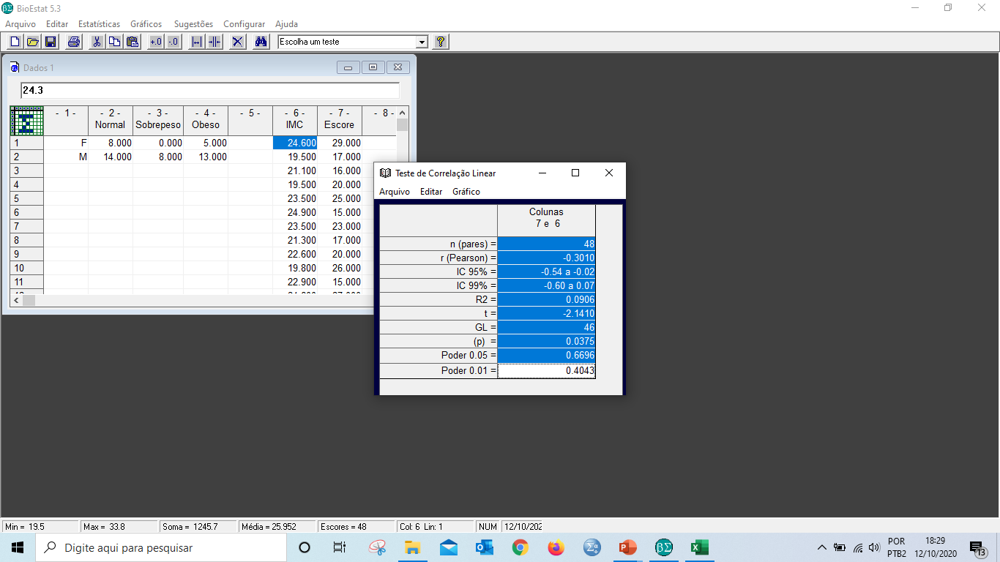 BioEstat 5.3
Arquivo Editar Estatísticas Gráficos Sugestões Configurar Ajuda
+.0 -.0 Escolha um teste
Dados 1
24.3
- 1 - - 2 - - 3 - - 4 - - 5 - - 6 - - 7 - - 8 -
Normal Sobrepeso Obeso IMC Escore
1 F 8.000 0.000 5.000 24.600 29.000
2 M 14.000 8.000 13.000 19.500 17.000
3 21.100 16.000
4 19.500 20.000
5 23.500 25.000
6 24.900 15.000
7 23.500 23.000
8 21.300 17.000
9 22.600 20.000
10 19.800 26.000
11 22.900 15.000
Teste de Correlação Linear
Arquivo Editar Gráfico
Colunas
7 e 6
n (pares) = 48
r (Pearson) = -0.3010
IC 95% = -0.54 a -0.02
IC 99% = -0.60 a 0.07
R2 = 0.0906
t = -2.1410
GL = 46
(p) = 0.0375
Poder 0.05 = 0.6696
Poder 0.01 = 0.4043
Min = 19.5 Max = 33.8 Soma = 1245.7 Média = 25.952 Escores = 48 Col: 6 Lin: 1 NUM 12/10/202
Digite aqui para pesquisar
POR 18:29
PTB2 12/10/2020 13